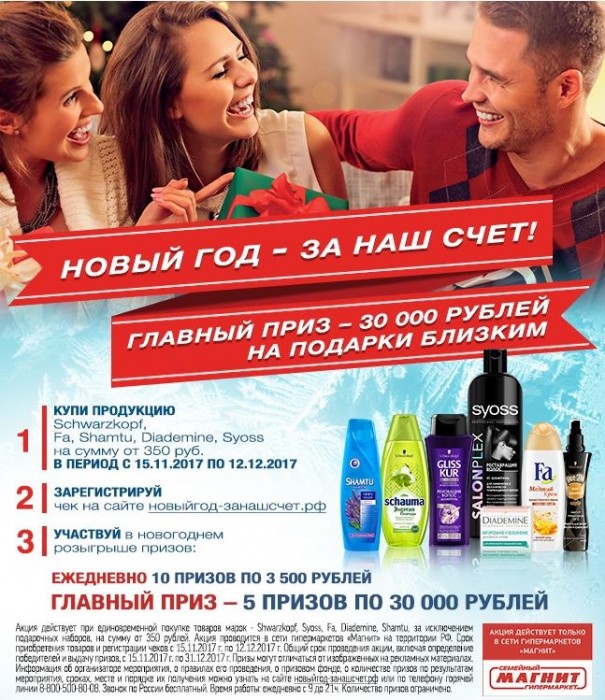 НОВЫЙ ГОД - ЗА НАШ СЧЕТ!
ГЛАВНЫЙ ПРИЗ – 30 000 РУБЛЕЙ
НА ПОДАРКИ БЛИЗКИМ
1
КУПИ ПРОДУКЦИЮ
Schwarzkopf,
Fa, Shamtu, Diademine, Syoss
на сумму от 350 руб.
В ПЕРИОД С 15.11.2017 ПО 12.12.2017
2
ЗАРЕГИСТРИРУЙ
чек на сайте новыйгод-занашсчет.рф
3
УЧАСТВУЙ в новогоднем
розыгрыше призов:
SHAMTU
schauma
Энергия
GLISS
KUR
syoss
SALONPLEX
РЕСТАВРАЦИЯ
ВОЛОС
DIADEMINE
Fa
ЕЖЕДНЕВНО 10 ПРИЗОВ ПО 3 500 РУБЛЕЙ
ГЛАВНЫЙ ПРИЗ – 5 ПРИЗОВ ПО 30 000 РУБЛЕЙ
Акция действует при единовременной покупке товаров марок - Shwarzkopf, Syoss, Fa, Diademine, Shamtu, за исключением
подарочных наборов, на сумму от 350 рублей. Акция проводится в сети гипермаркетов «Магнит» на территории РФ. Срок
приобретения товаров и регистрации чеков с 15.11.2017г. по 12.12.2017г. Общий срок проведения акции, включая определение
победителей и выдачу призов, с 15.11.2017г. по 31.12.2017г. Призы могут отличаться от изображенных на рекламных материалах.
Информация об организаторе мероприятия, о правилах его проведения, о призовом фонде, о количестве призов по результатам
мероприятия, сроках, месте и порядке их получения можно узнать на сайте новыйгод-занашсчет.рф или по телефону горячей
линии 8-800-500-80-08. Звонок по России бесплатный. Время работы: ежедневно с 9 до 21ч. Количество призов ограничено.
АКЦИЯ ДЕЙСТВУЕТ ТОЛЬКО
В СЕТИ ГИПЕРМАРКЕТОВ
«МАГНИТ»
СЕМЕЙНЫЙ
МАГНИТ
ГИПЕРМАРКЕТ